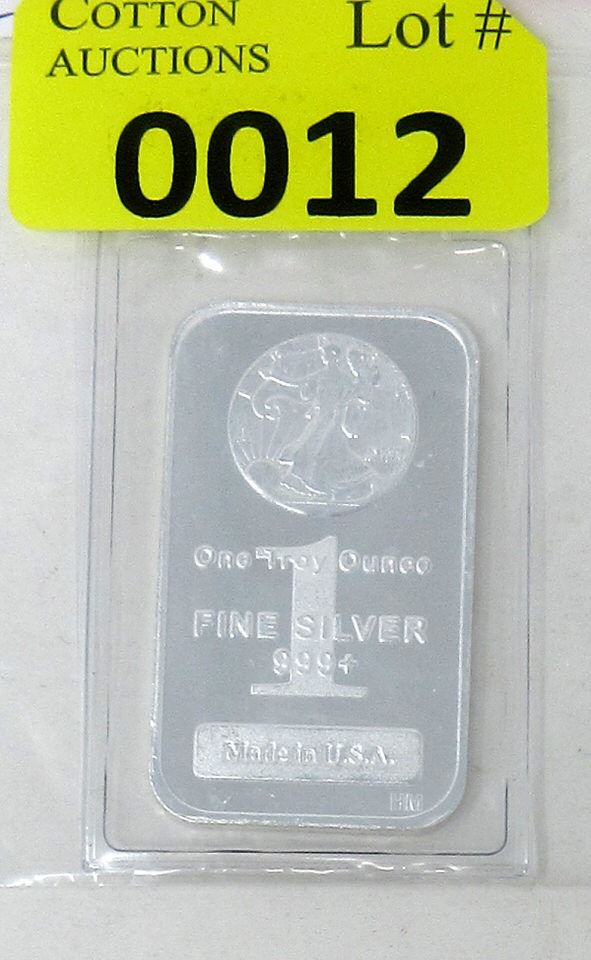 COTTON
AUCTIONS
Lot #
0012
One Troy Ounce
1
FINE SILVER
999+
Made in U.S.A.
HM